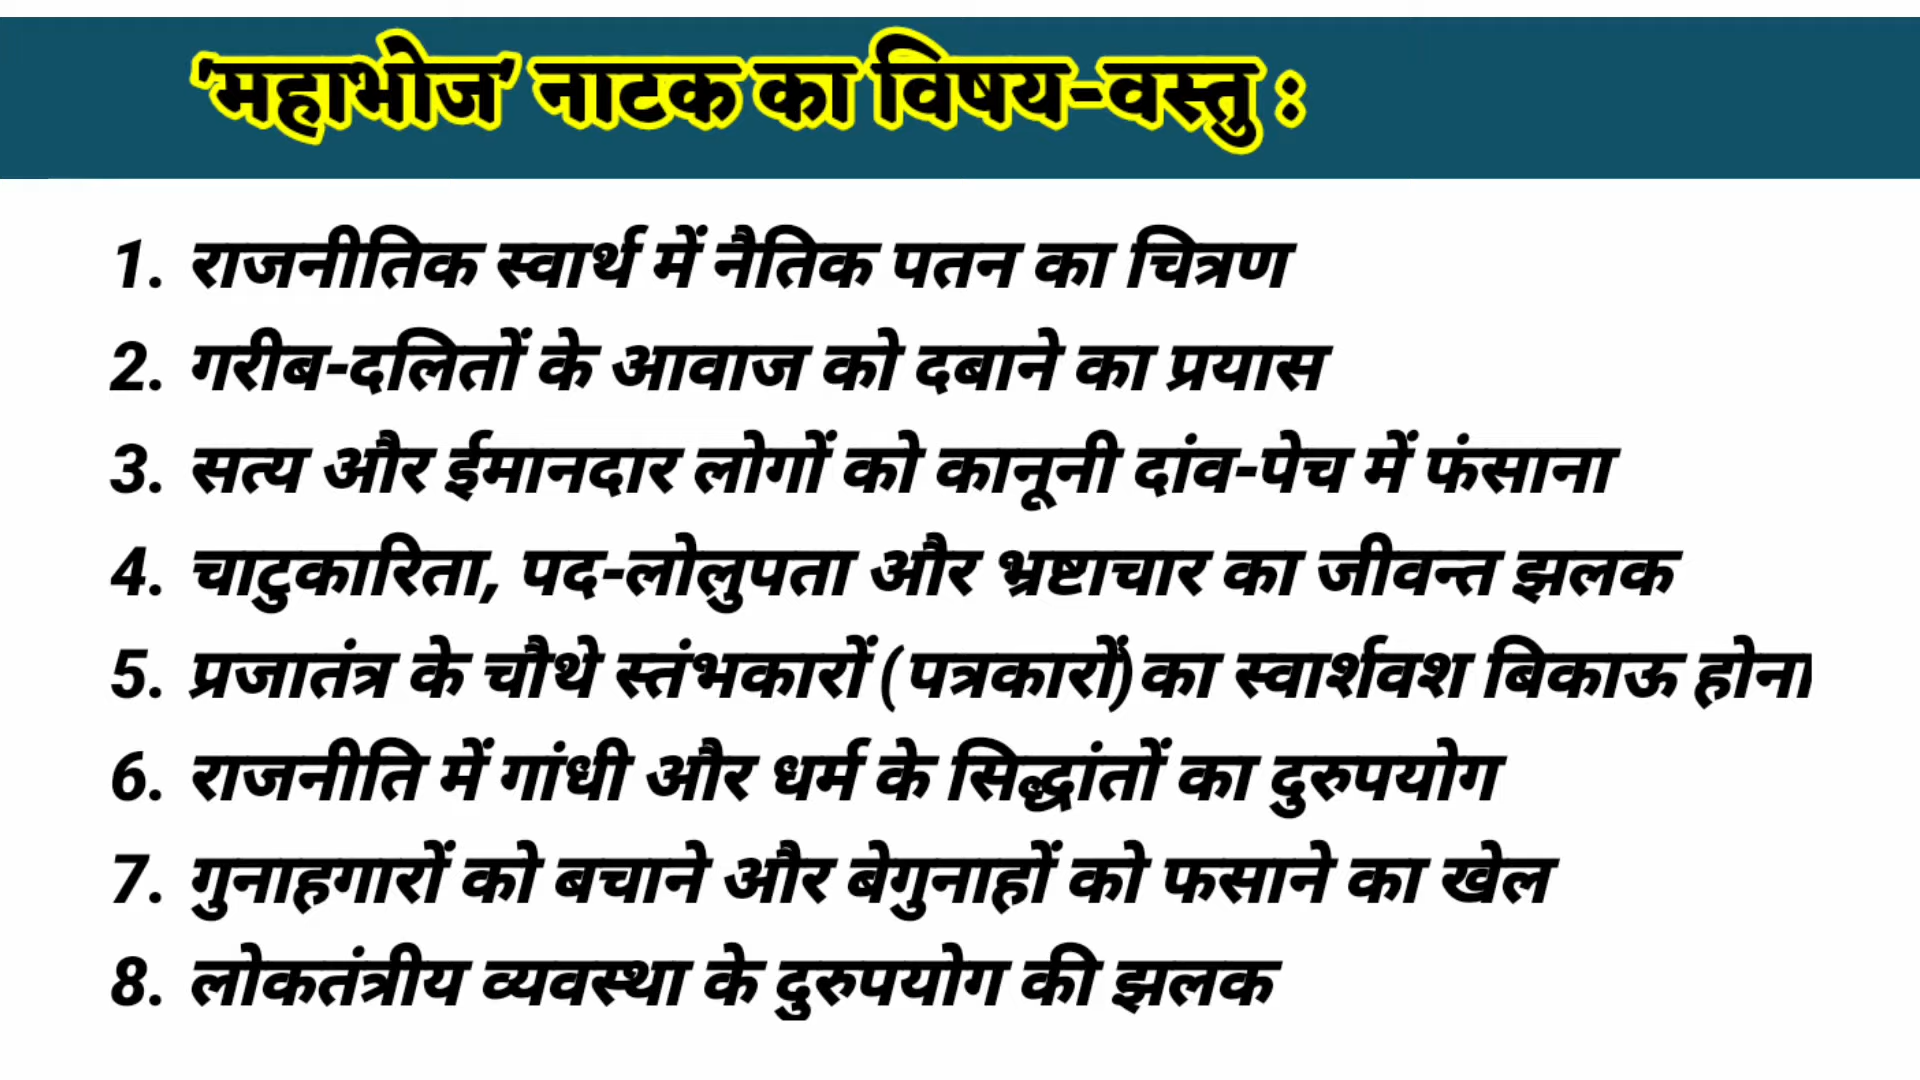 'महाभोज' नाटक का विषय-वस्तु :
1. राजनीतिक स्वार्थ में नैतिक पतन का चित्रण
2. गरीब-दलितों के आवाज को दबाने का प्रयास
3. सत्य और ईमानदार लोगों को कानूनी दांव-पेच में फंसाना
4. चाटुकारिता, पद-लोलुपता और भ्रष्टाचार का जीवन्त झलक
5. प्रजातंत्र के चौथे स्तंभकारों (पत्रकारों) का स्वार्शवश बिकाऊ होना
6. राजनीति में गांधी और धर्म के सिद्धांतों का दुरुपयोग
7. गुनाहगारों को बचाने और बेगुनाहों को फसाने का खेल
8. लोकतंत्रीय व्यवस्था के दुरुपयोग की झलक